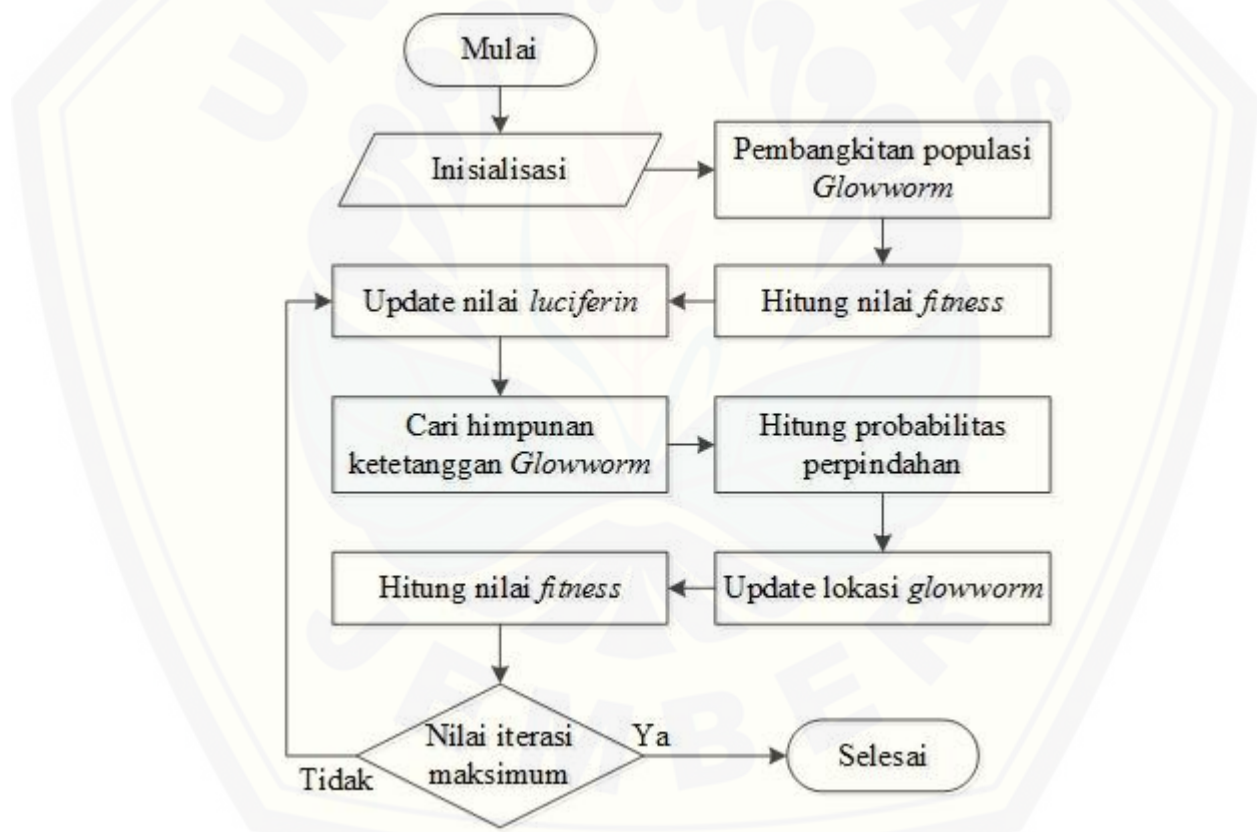 Mulai
Inisialisasi
Pembangkitan populasi
Glowworm
Hitung nilai fitness
Update nilai luciferin
Cari himpunan
ketetanggan Glowworm
Hitung probabilitas
perpindahan
Update lokasi glowworm
Hitung nilai fitness
Nilai iterasi
maksimum
Ya
Tidak
Selesai
JEMBER